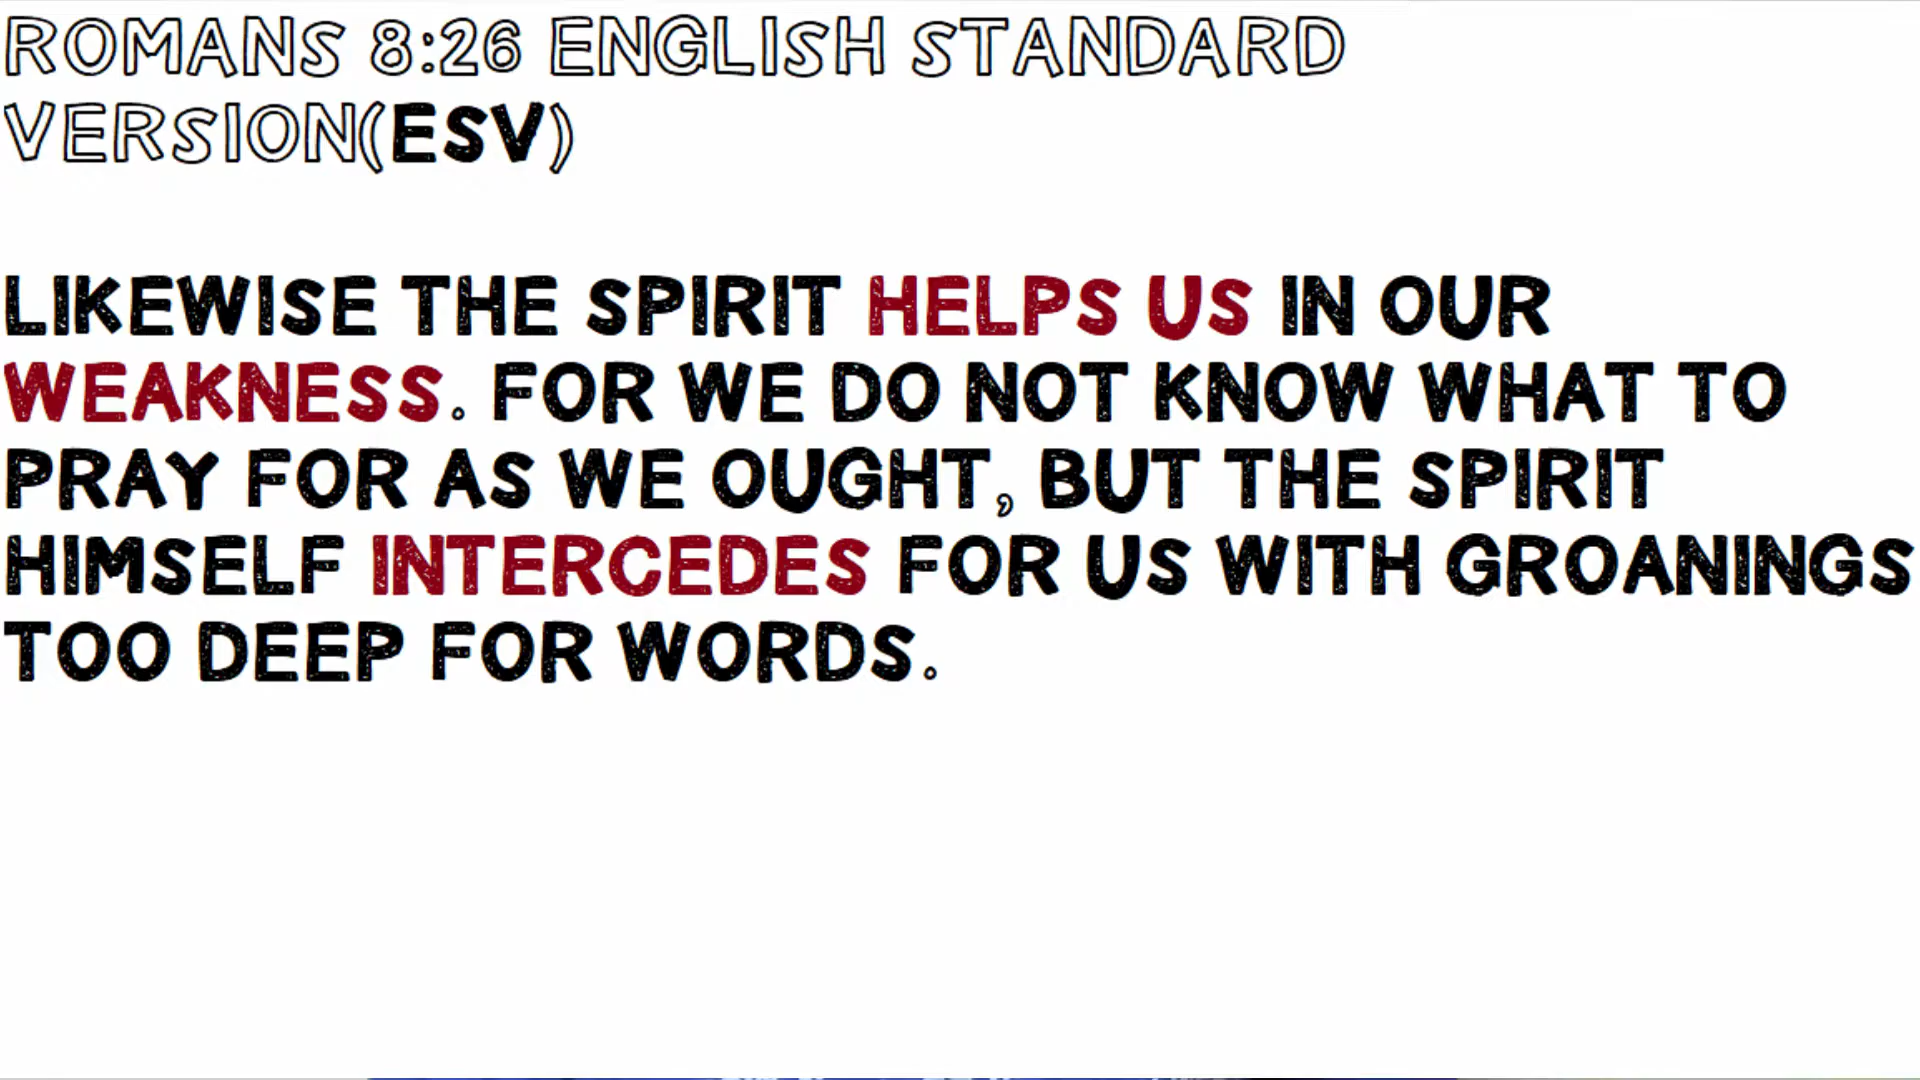 ROMANS 8:26 ENGLISH STANDARD
VERSION(ESV)
LIKEWISE THE SPIRIT HELPS US IN OUR
WEAKNESS. FOR WE DO NOT KNOW WHAT TO
PRAY FOR AS WE OUGHT, BUT THE SPIRIT
HIMSELF INTERCEDES FOR US WITH GROANINGS
TOO DEEP FOR WORDS.